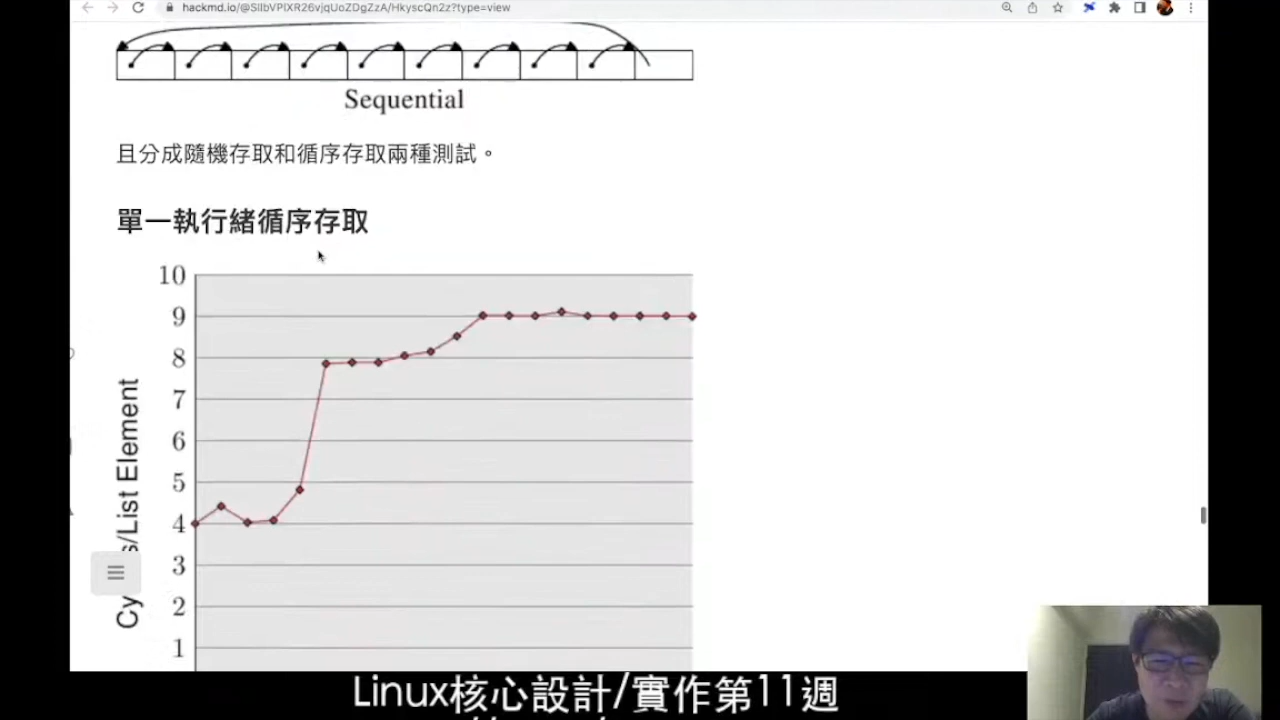 hackmd.io/@SiIbVPlXR26vjqUoZDgZzA/HkyscQn2z?type=view
Sequential
且分成隨機存取和循序存取兩種測試。
單一執行緒循序存取
10
9
8
7
6
5
4
3
2
1
/List Element
Linux核心設計/實作第11週